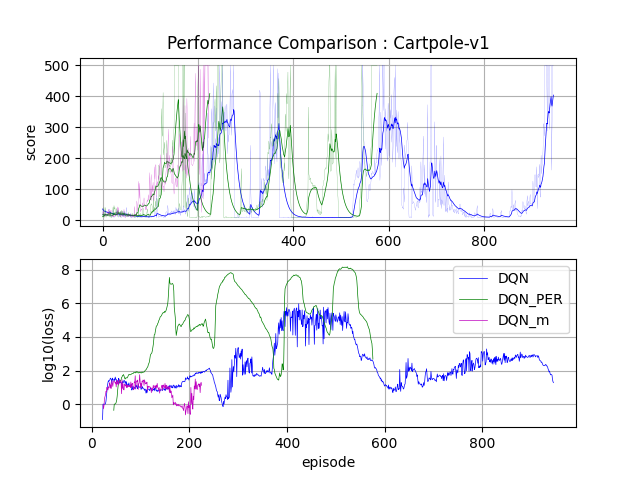 Performance Comparison : Cartpole-v1
500
400
300
200
100
0
score
0 200 400 600 800
8
6
4
2
0
log10(loss)
DQN
DQN_PER
DQN_m
0 200 400 600 800
episode